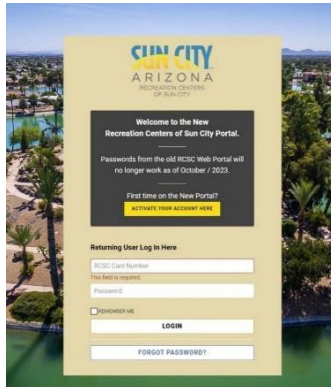 SUN CITY
ARIZONA
RECREATION CENTERS
OF SUN CITY
Welcome to the New
Recreation Centers of Sun City Portal.
Passwords from the old RCSC Web Portal will
no longer work as of October / 2023.
First time on the New Portal?
ACTIVATE YOUR ACCOUNT HERE
Returning User Log In Here
RCSC Card Number
This field is required.
Password
REMEMBER ME
LOGIN
FORGOT PASSWORD?